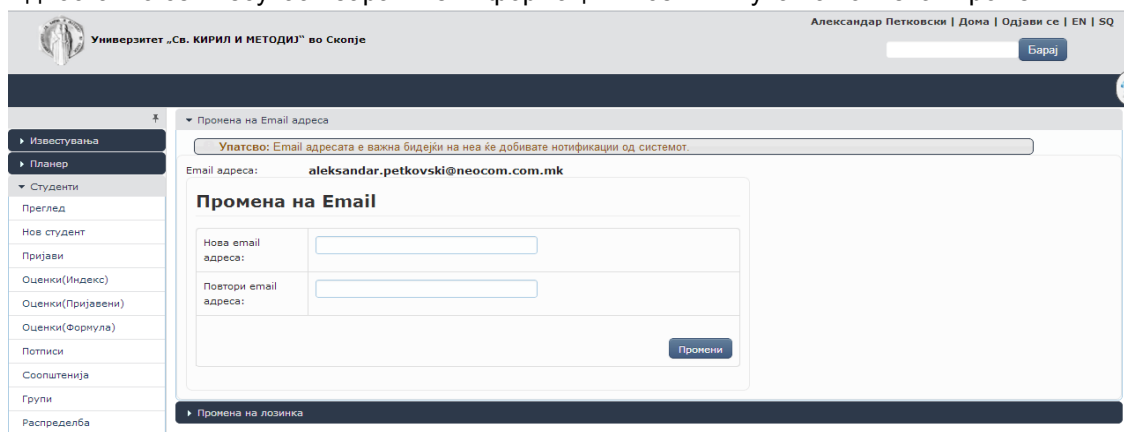 Александар Петковски | Дома | Одјави се | EN | SQ
Универзитет „Св. КИРИЛ И МЕТОДИЈ“ во Скопје
Барај
Промена на Email адреса
Известувања
Упатсво: Email адресата е важна бидејќи на неа ќе добивате нотификации од системот.
Планер
Email адреса: aleksandar.petkovski@neocom.com.mk
Студенти
Преглед
Промена на Email
Нов студент
Нова email
адреса:
Пријави
Оценки(Индекс)
Повтори email
адреса:
Оценки(Пријавени)
Оценки(Формула)
Потписи
Промени
Соопштенија
Групи
Промена на лозинка
Распределба